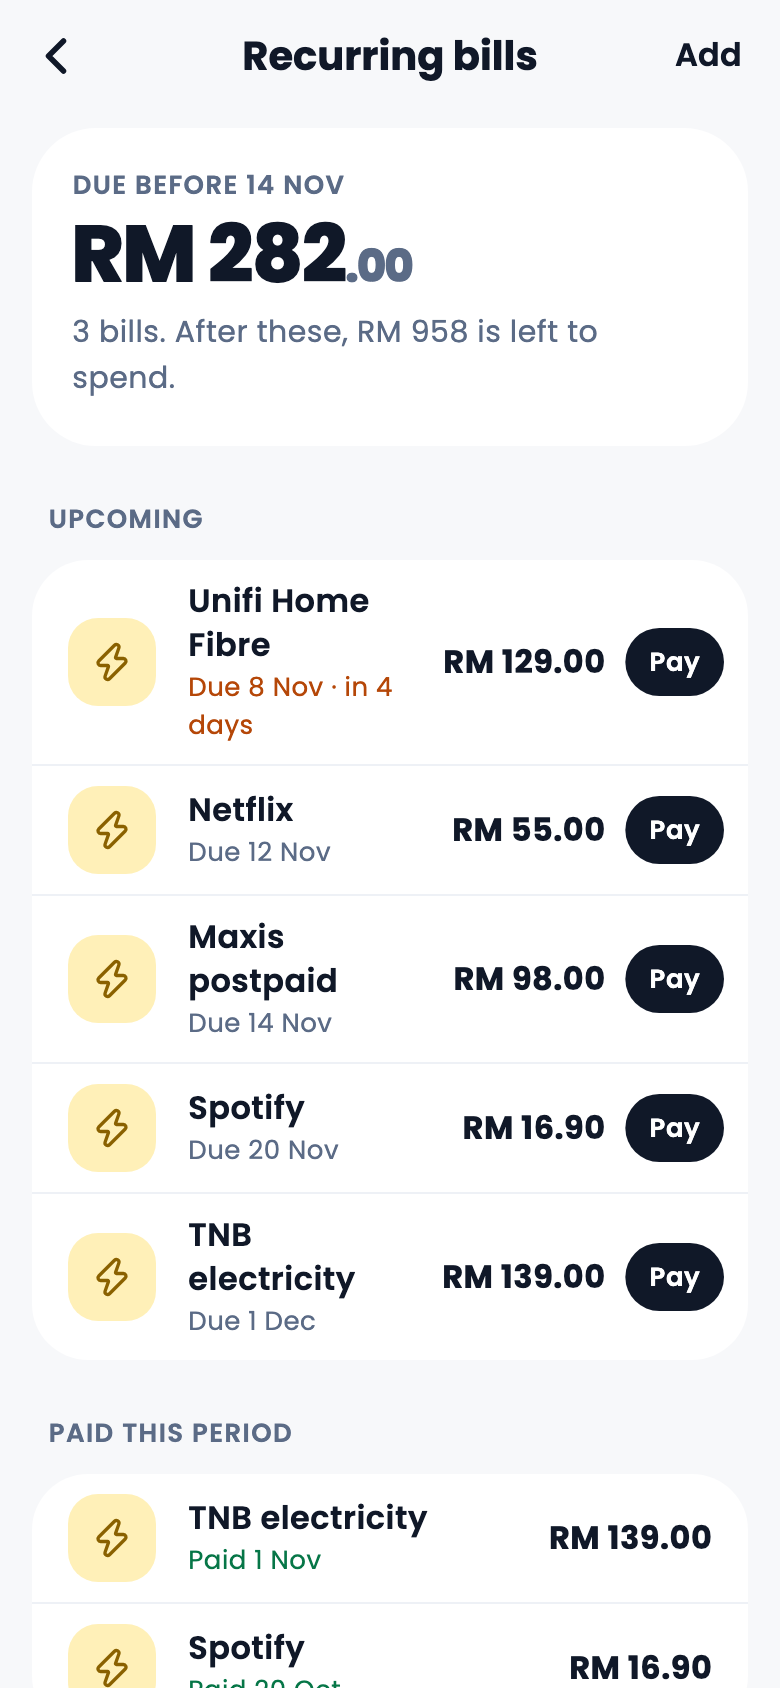 Recurring bills
Add
DUE BEFORE 14 NOV
RM 282.00
3 bills. After these, RM 958 is left to
spend.
UPCOMING
Unifi Home
Fibre
Due 8 Nov · in 4
days
RM 129.00
Pay
Netflix
Due 12 Nov
RM 55.00
Pay
Maxis
postpaid
Due 14 Nov
RM 98.00
Pay
Spotify
Due 20 Nov
RM 16.90
Pay
TNB
electricity
Due 1 Dec
RM 139.00
Pay
PAID THIS PERIOD
TNB electricity
Paid 1 Nov
RM 139.00
Spotify
Paid 20 Oct
RM 16.90